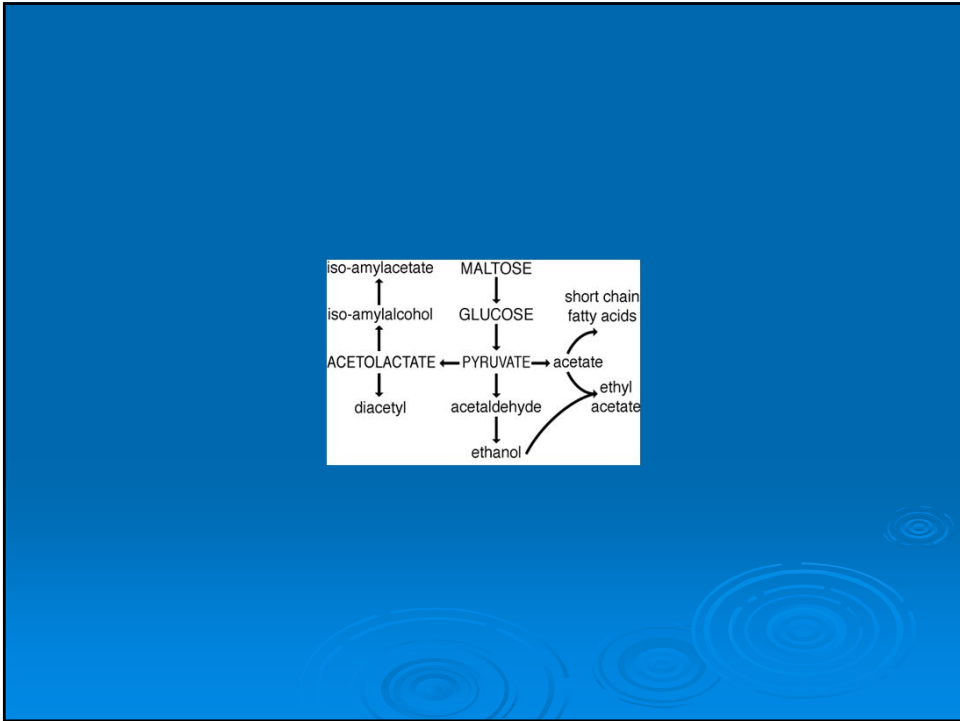 iso-amylacetate MALTOSE
short chain
fatty acids
iso-amylalcohol GLUCOSE
ACETOLACTATE PYRUVATE acetate
ethyl
acetate
diacetyl acetaldehyde
ethanol